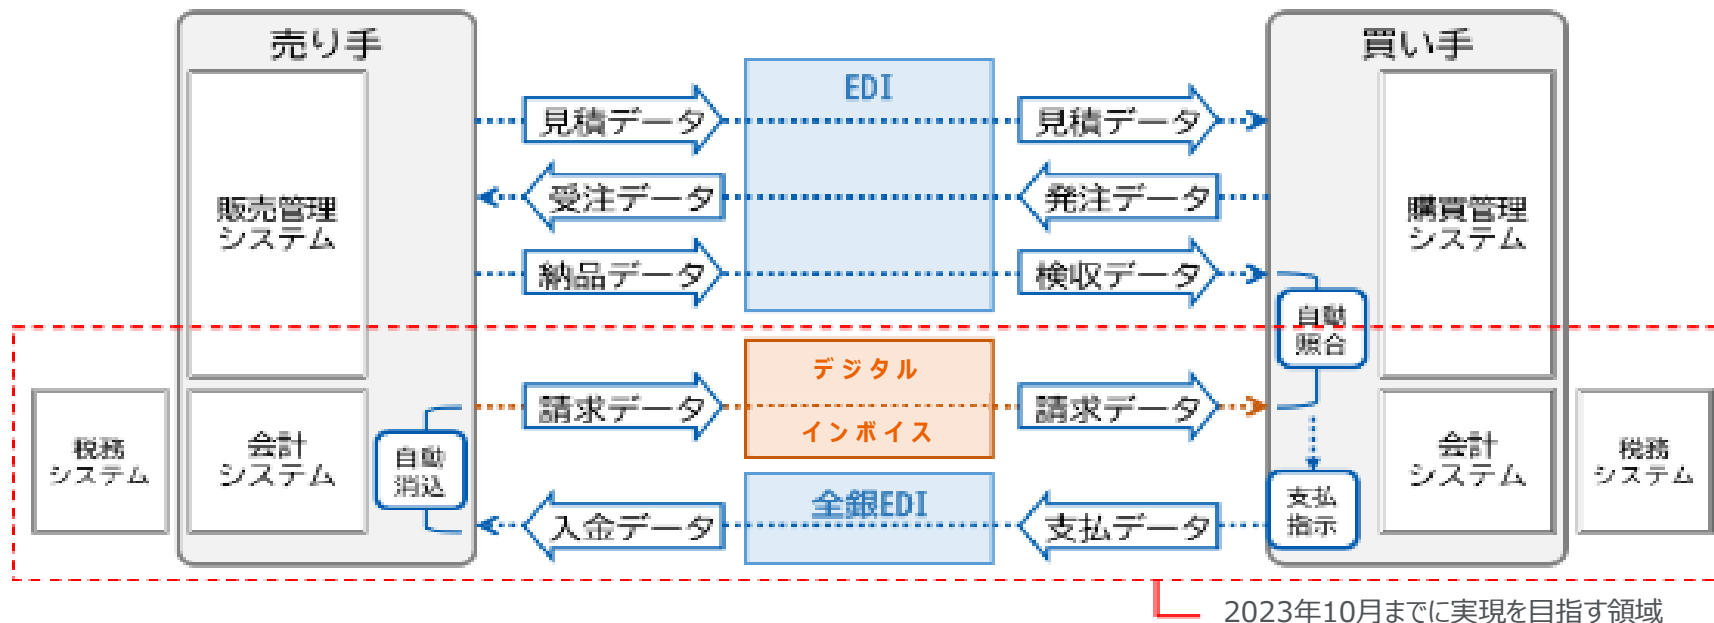 売り手
買い手
EDI
見積データ
見積データ
受注データ
発注データ
販売管理
システム
購買管理
システム
納品データ
検収データ
自動
照合
デジタル
インボイス
請求データ
請求データ
税務
システム
会計
システム
自動
消込
会計
システム
税務
システム
全銀EDI
入金データ
支払データ
支払
指示
2023年10月までに実現を目指す領域